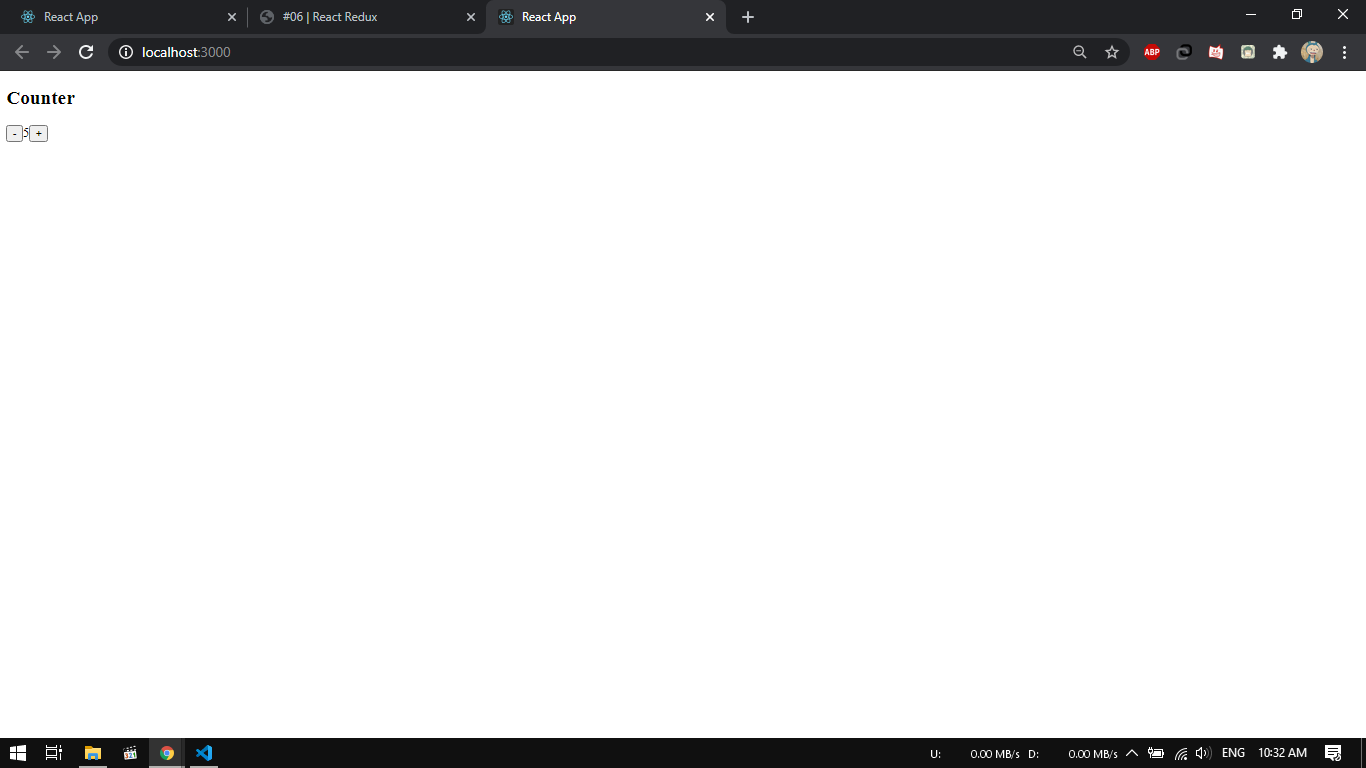 React App
#06 | React Redux
React App
localhost:3000
ABP
Counter
- 5 +
U: 0.00 MB/s D: 0.00 MB/s ENG 10:32 AM